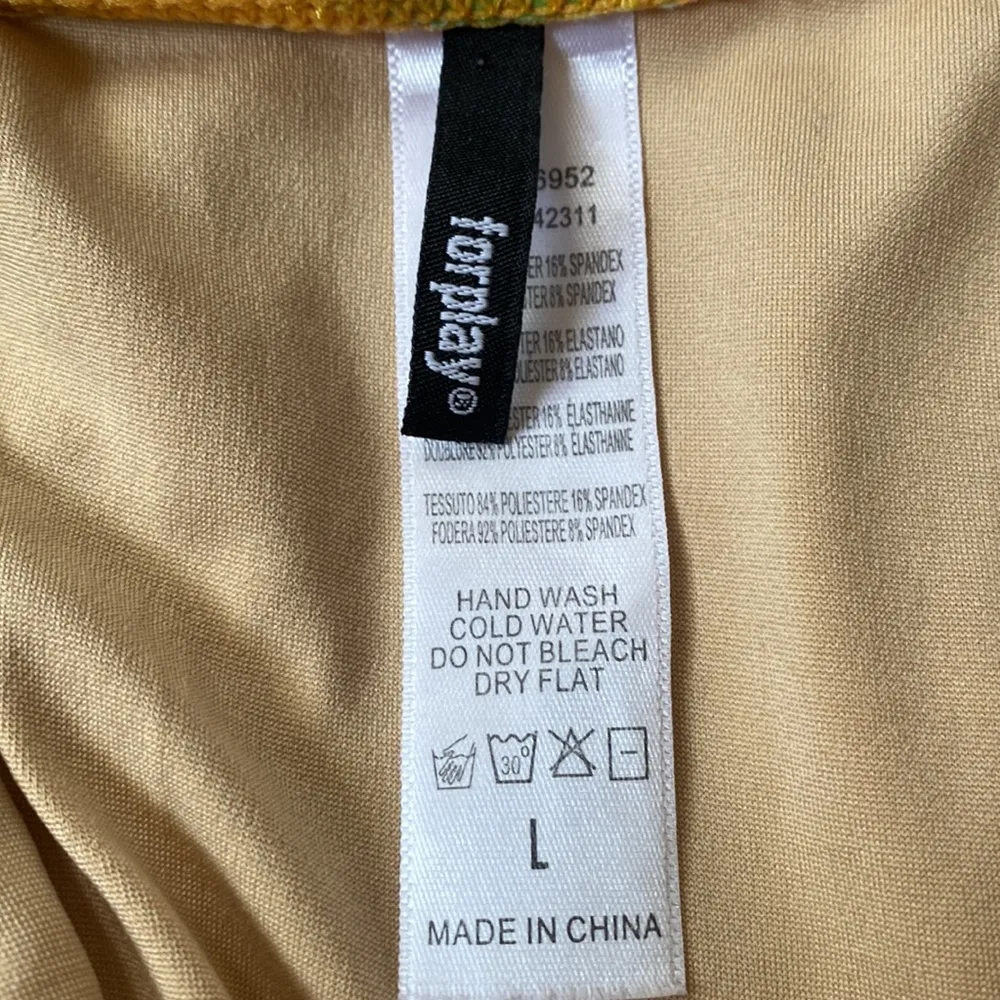 forplay®
6952
42311
16% SPANDEX
8% SPANDEX
16% ELASTANO
8% ELASTANO
16% ÉLASTHANNE
DOUBLURE 92% POLYESTER 8% ÉLASTHANNE
TESSUTO 84% POLIESTERE 16% SPANDEX
FODERA 92% POLIESTERE 8% SPANDEX
HAND WASH
COLD WATER
DO NOT BLEACH
DRY FLAT
30°
L
MADE IN CHINA